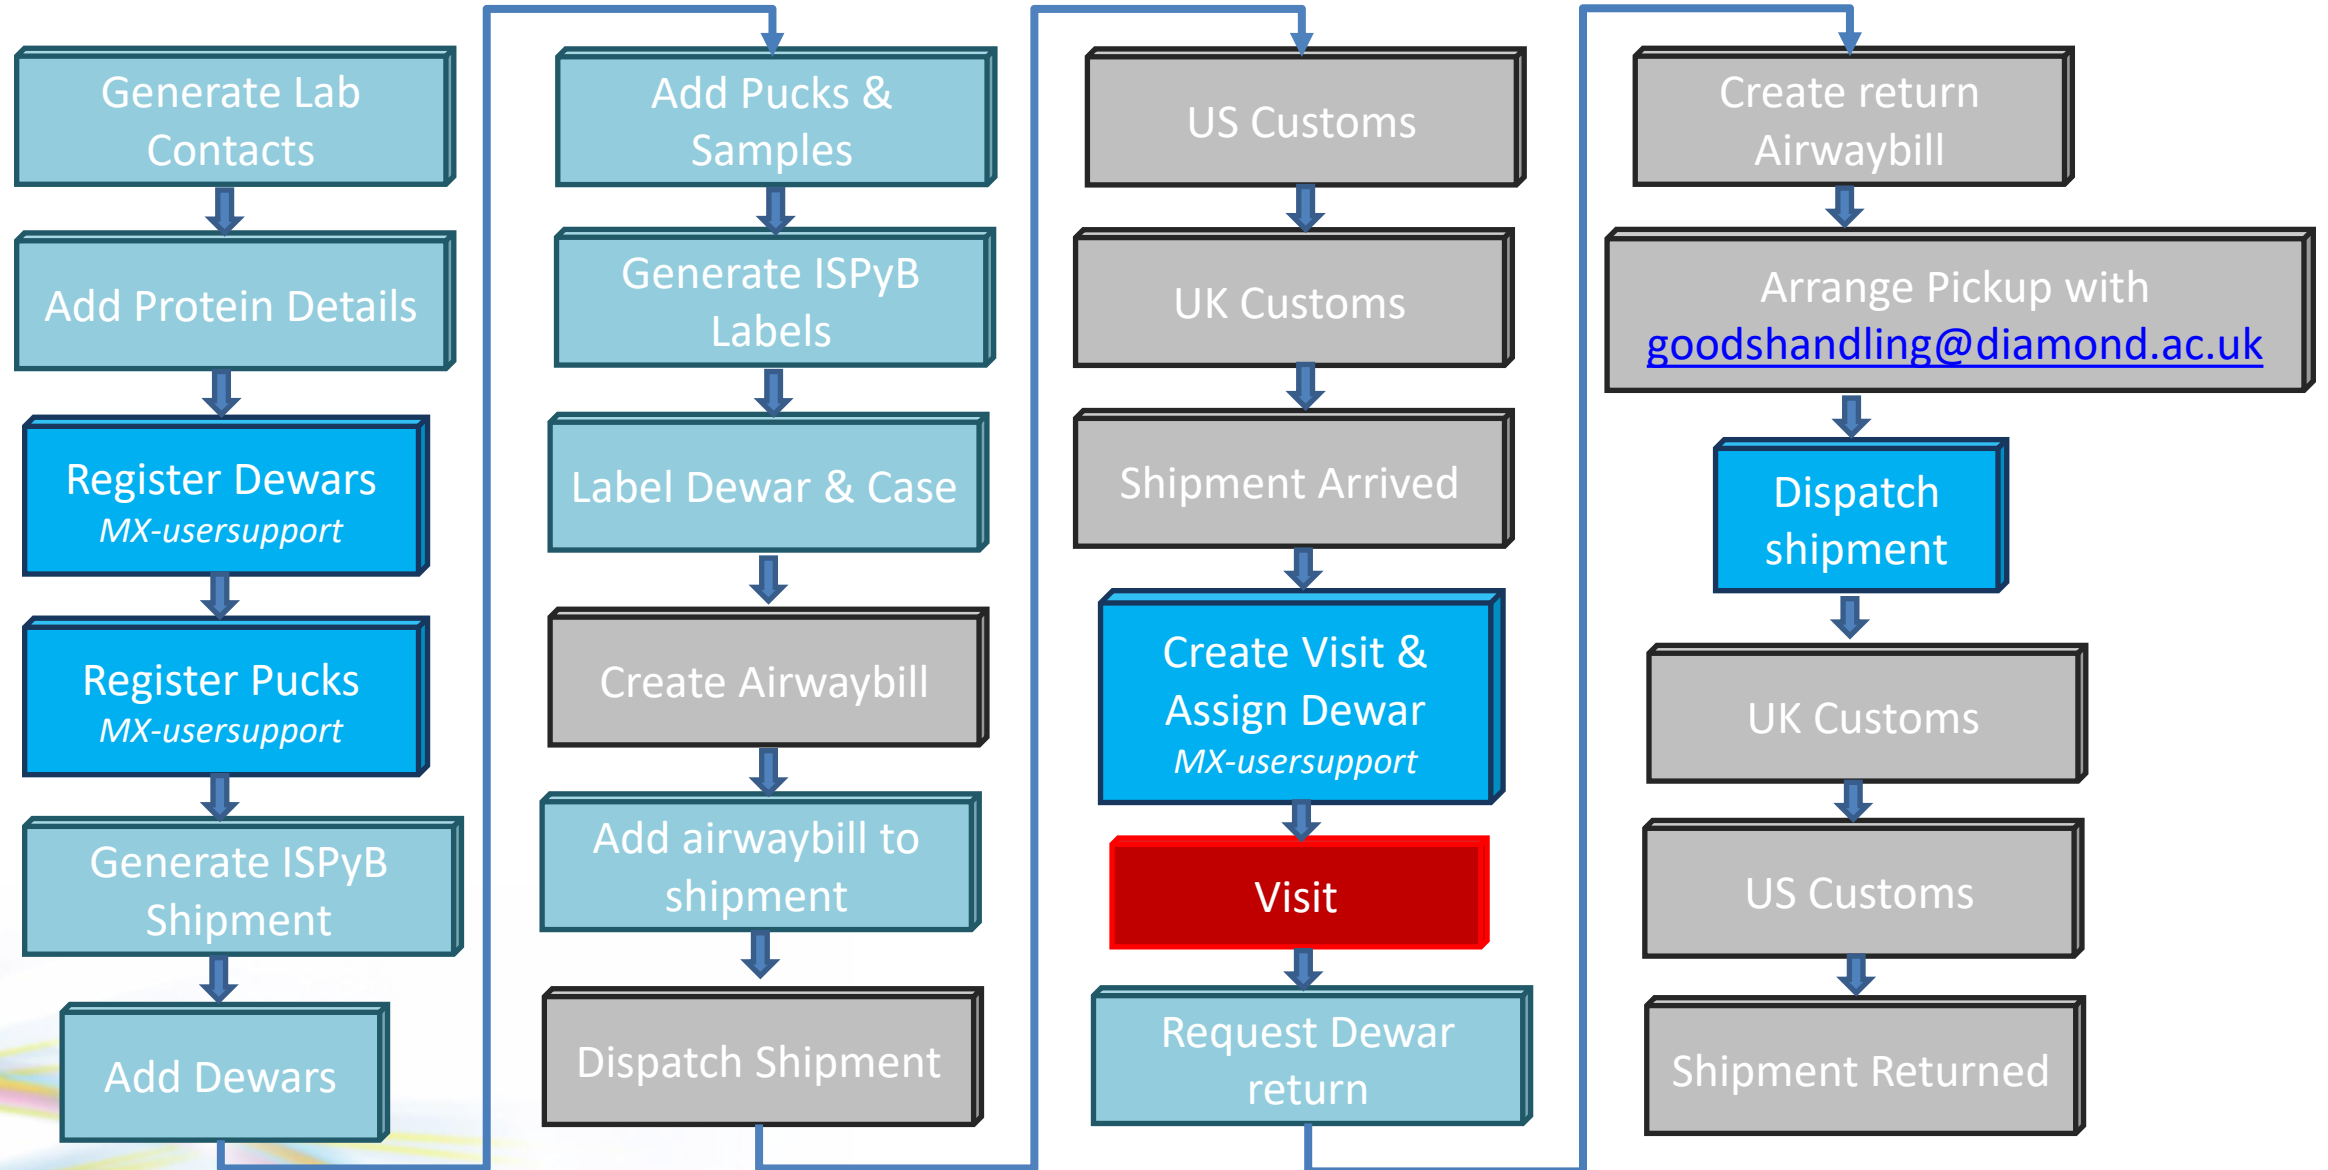 Generate Lab
Contacts
Add Protein Details
Register Dewars
MX-usersupport
Register Pucks
MX-usersupport
Generate ISPyB
Shipment
Add Dewars
Add Pucks &
Samples
Generate ISPyB
Labels
Label Dewar & Case
Create Airwaybill
Add airwaybill to
shipment
Dispatch Shipment
US Customs
UK Customs
Shipment Arrived
Create Visit &
Assign Dewar
MX-usersupport
Visit
Request Dewar
return
Create return
Airwaybill
Arrange Pickup with
goodshandling@diamond.ac.uk
Dispatch
shipment
UK Customs
US Customs
Shipment Returned